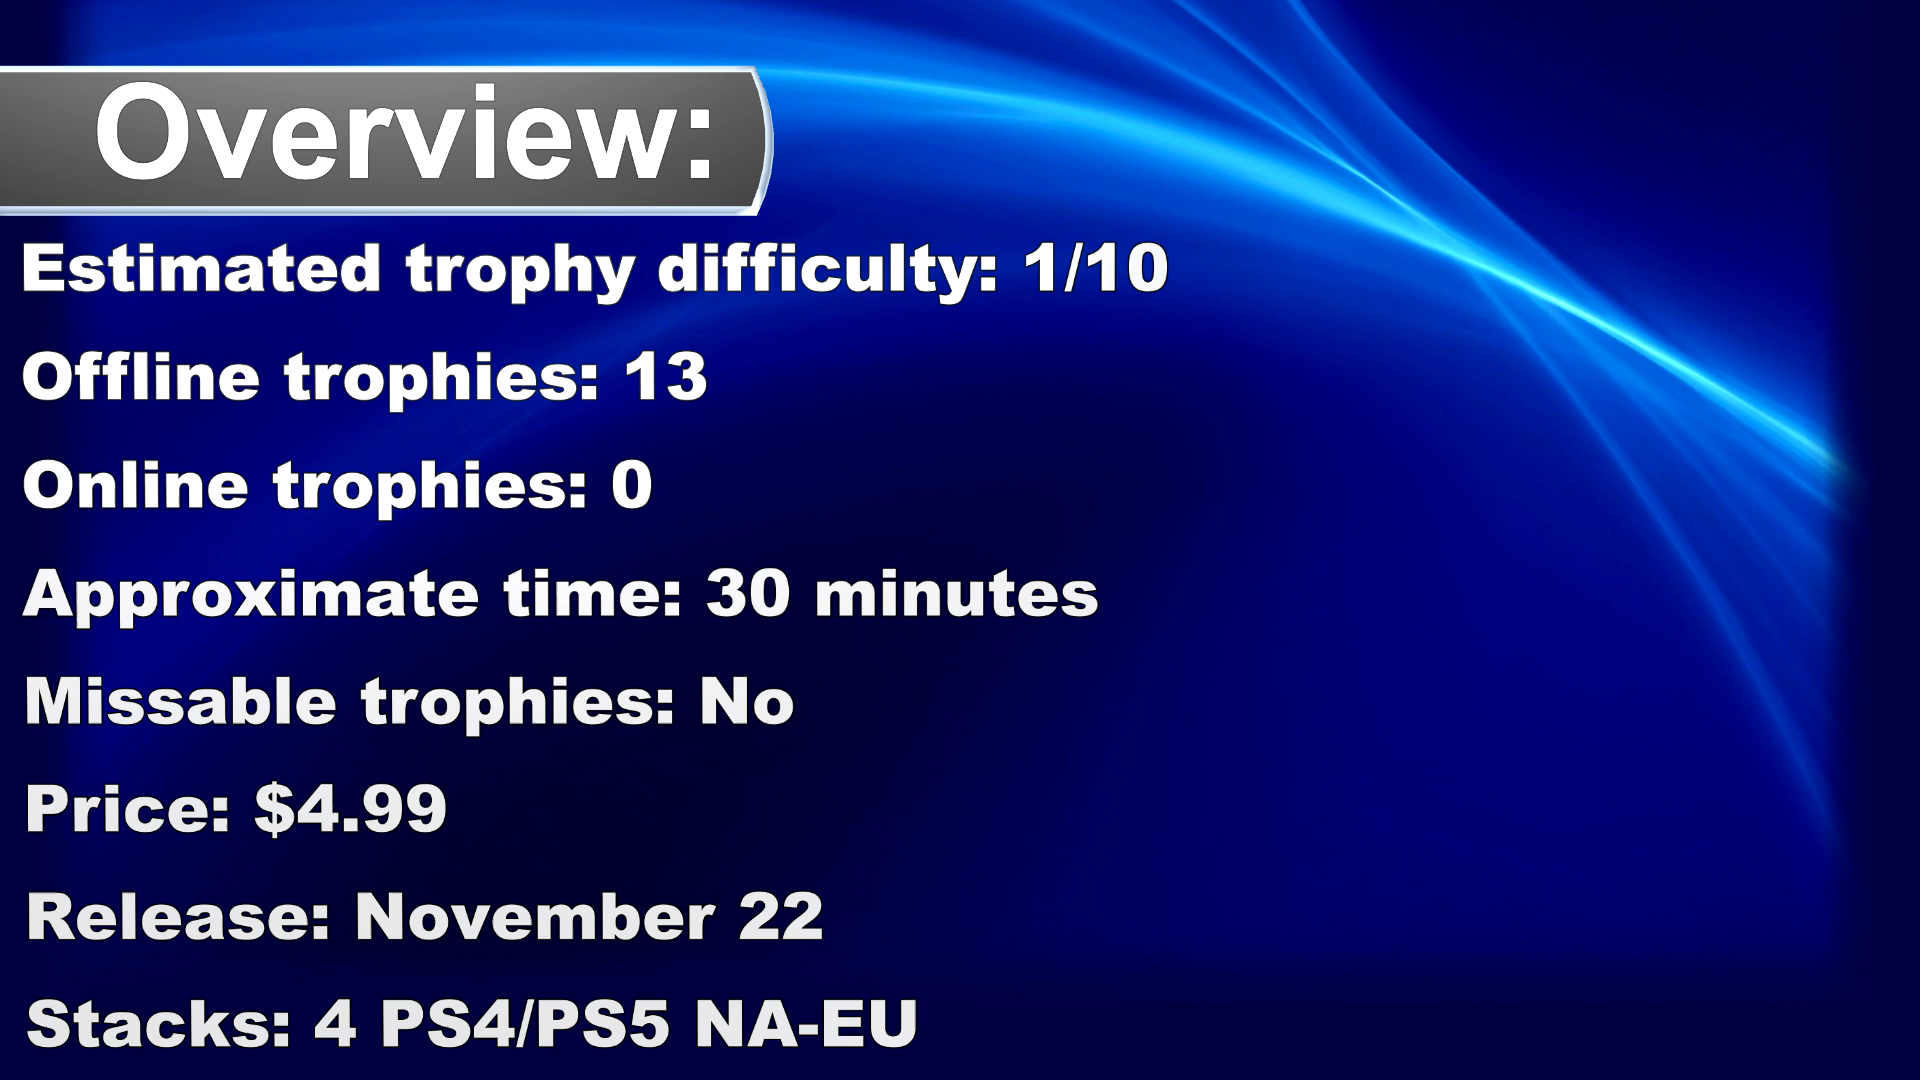 Overview:
Estimated trophy difficulty: 1/10
Offline trophies: 13
Online trophies: 0
Approximate time: 30 minutes
Missable trophies: No
Price: $4.99
Release: November 22
Stacks: 4 PS4/PS5 NA-EU